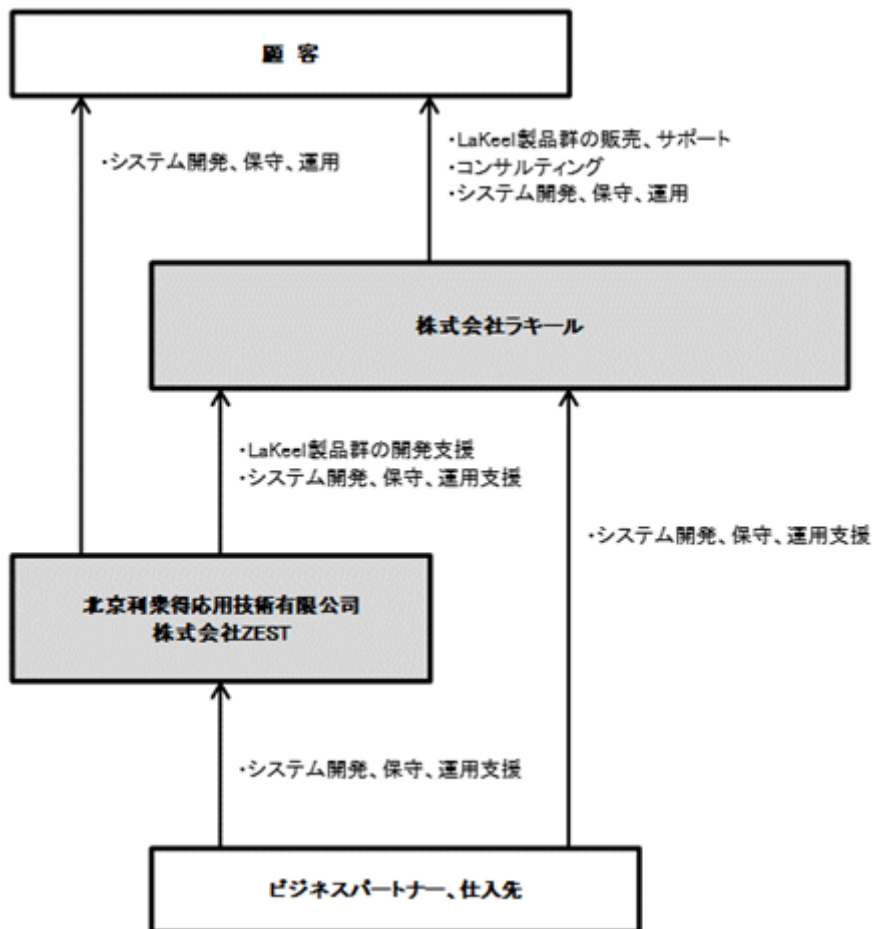 顧 客
・システム開発、保守、運用
・LaKeel製品群の販売、サポート
・コンサルティング
・システム開発、保守、運用
株式会社ラキール
・LaKeel製品群の開発支援
・システム開発、保守、運用支援
・システム開発、保守、運用支援
北京利衆得応用技術有限公司
株式会社ZEST
・システム開発、保守、運用支援
ビジネスパートナー、仕入先